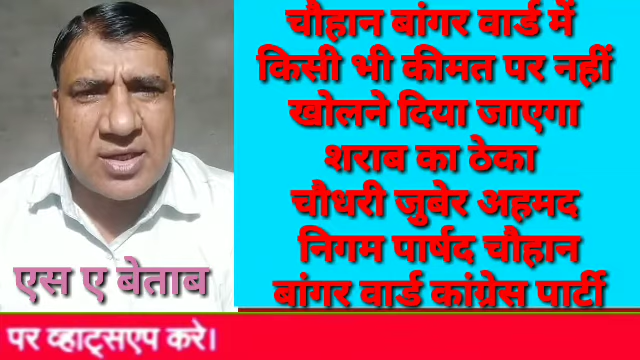 चौहान बांगर वार्ड में
किसी भी कीमत पर नहीं
खोलने दिया जाएगा
शराब का ठेका
चौधरी जुबेर अहमद
निगम पार्षद चौहान
बांगर वार्ड कांग्रेस पार्टी
एस ए बेताब
पर व्हाट्सएप करे।